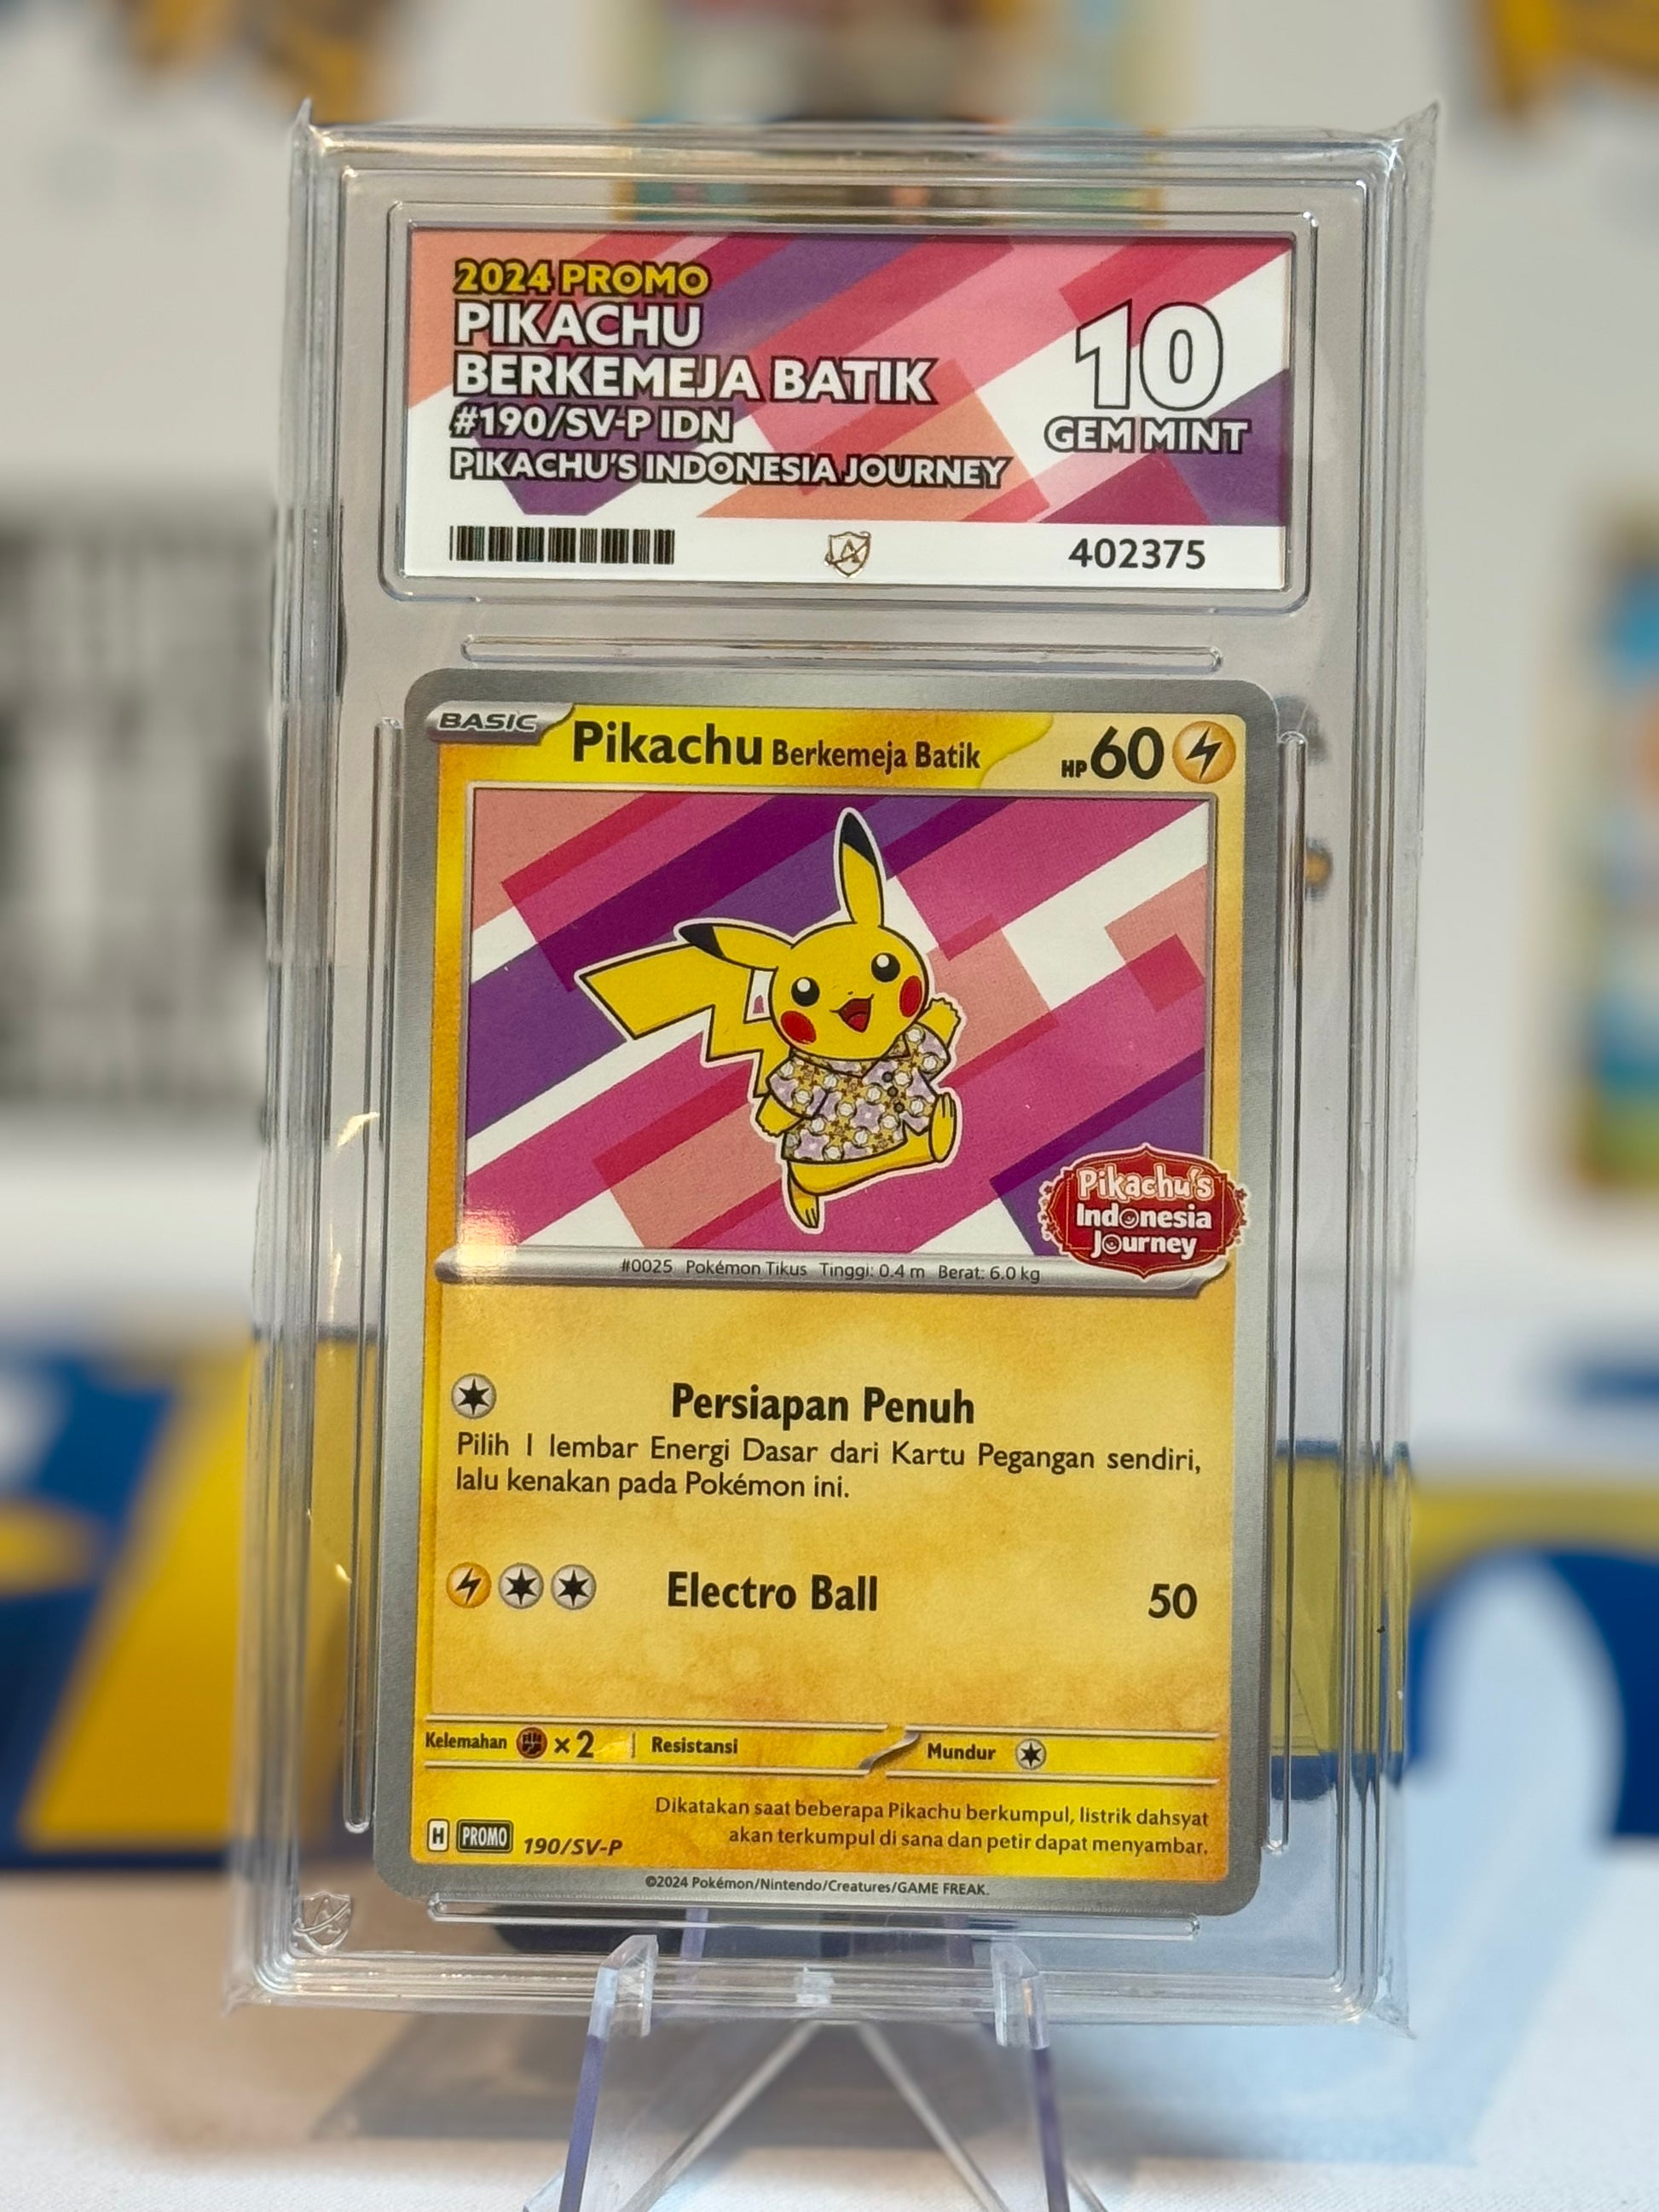 2024 PROMO
PIKACHU
BERKEMEJA BATIK
#190/SV-P IDN
PIKACHU'S INDONESIA JOURNEY
10
GEM MINT
402375
BASIC
Pikachu Berkemeja Batik
HP 60
Pikachu's
Indonesia
Journey
#0025 Pokémon Tikus Tinggi: 0.4 m Berat: 6.0 kg
Persiapan Penuh
Pilih 1 lembar Energi Dasar dari Kartu Pegangan sendiri,
lalu kenakan pada Pokémon ini.
Electro Ball 50
Kelemahan ×2 Resistansi Mundur
Dikatakan saat beberapa Pikachu berkumpul, listrik dahsyat
akan terkumpul di sana dan petir dapat menyambar.
H PROMO 190/SV-P
©2024 Pokémon/Nintendo/Creatures/GAME FREAK.